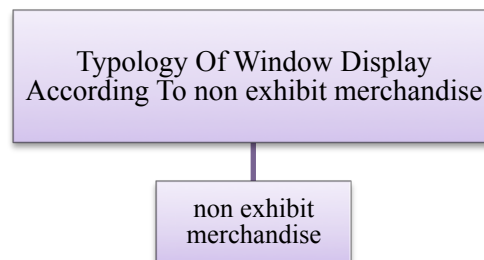 Typology Of Window Display
According To non exhibit merchandise
non exhibit
merchandise